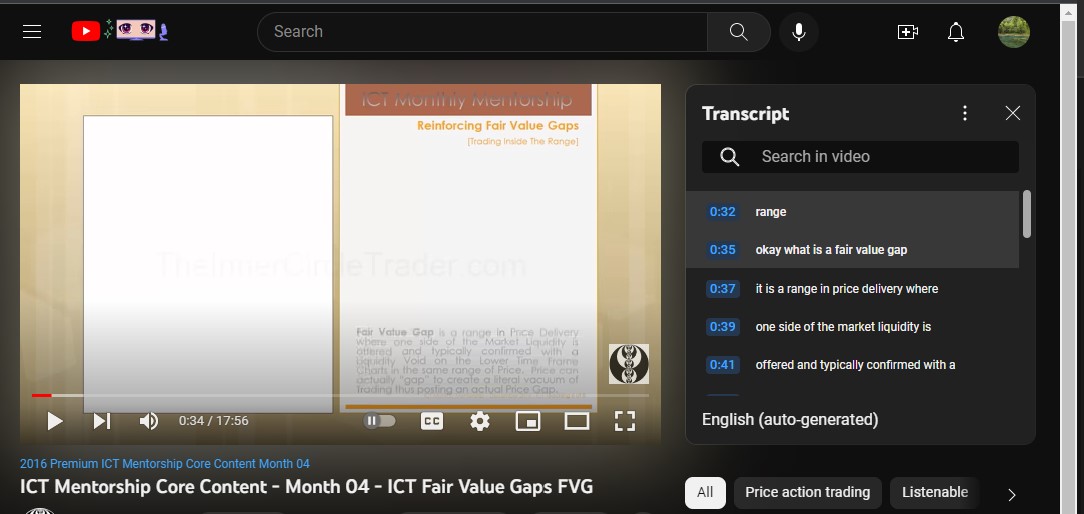 Search
ICT Monthly Mentorship
Reinforcing Fair Value Gaps
[Trading Inside The Range]
TheInnerCircleTrader.com
Fair Value Gap is a range in Price Delivery
where one side of the Market Liquidity is
offered and typically confirmed with a
Liquidity Void on the Lower Time Frame
Charts in the same range of Price. Price can
actually "gap" to create a literal vacuum of
Trading thus posting an actual Price Gap.
0:34 / 17:56
CC
2016 Premium ICT Mentorship Core Content Month 04
ICT Mentorship Core Content - Month 04 - ICT Fair Value Gaps FVG
Transcript
Search in video
0:32 range
0:35 okay what is a fair value gap
0:37 it is a range in price delivery where
0:39 one side of the market liquidity is
0:41 offered and typically confirmed with a
English (auto-generated)
All Price action trading Listenable